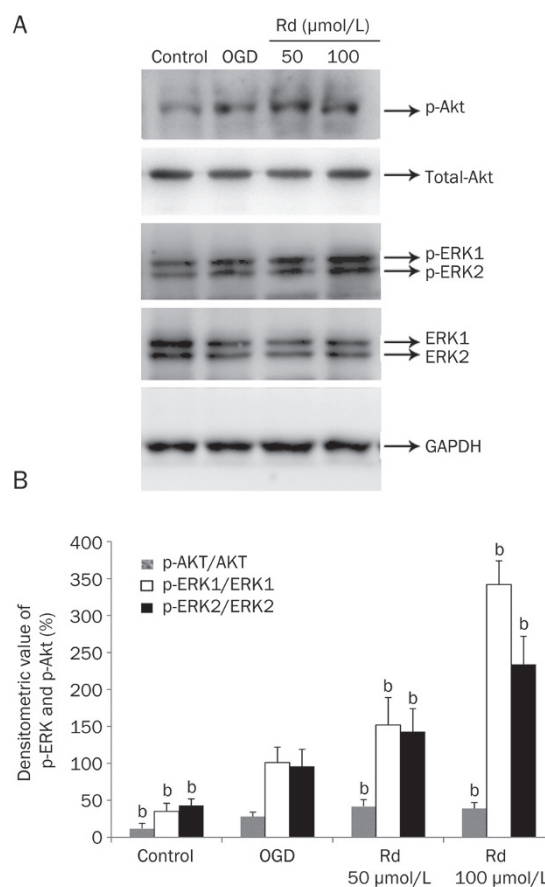 A
Rd (μmol/L)
Control OGD 50 100
p-Akt
Total-Akt
p-ERK1
p-ERK2
ERK1
ERK2
GAPDH
B
Densitometric value of
p-ERK and p-Akt (%)
400
350
300
250
200
150
100
50
0
p-AKT/AKT
p-ERK1/ERK1
p-ERK2/ERK2
b b b
b b b
b b b
Control OGD Rd Rd
50 μmol/L 100 μmol/L